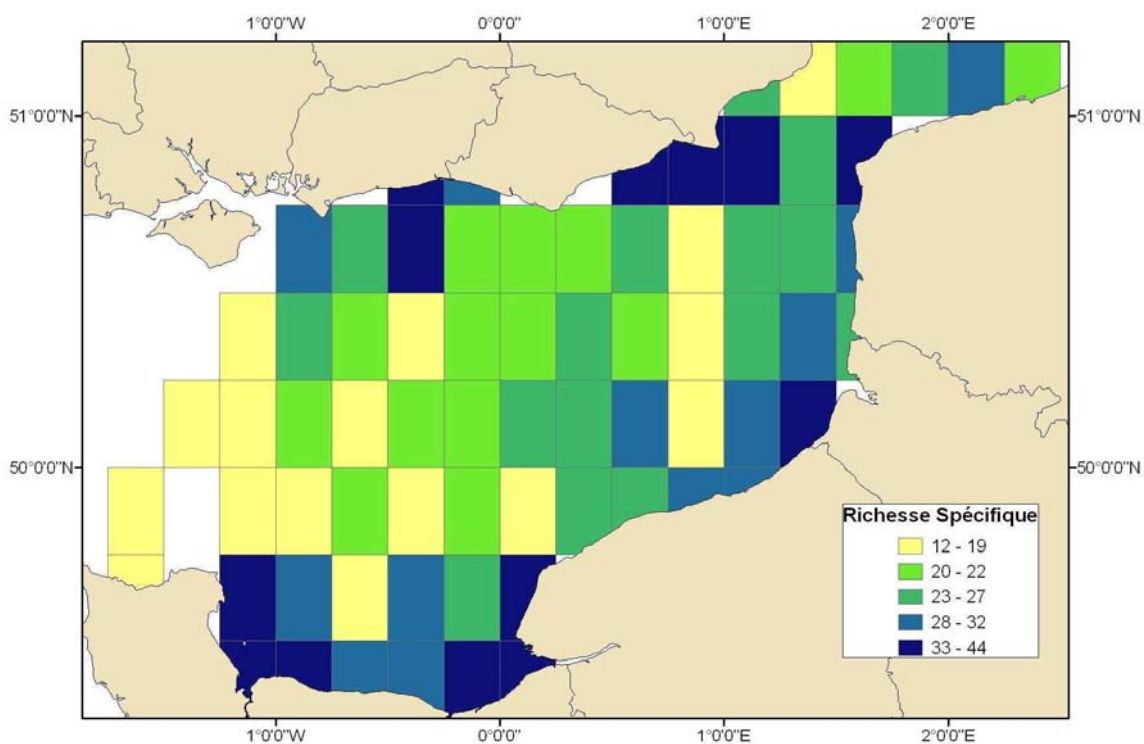 1°0'0"W 0°0'0" 1°0'0"E 2°0'0"E
51°0'0"N 51°0'0"N
50°0'0"N 50°0'0"N
Richesse Spécifique
12 - 19
20 - 22
23 - 27
28 - 32
33 - 44
1°0'0"W 0°0'0" 1°0'0"E 2°0'0"E